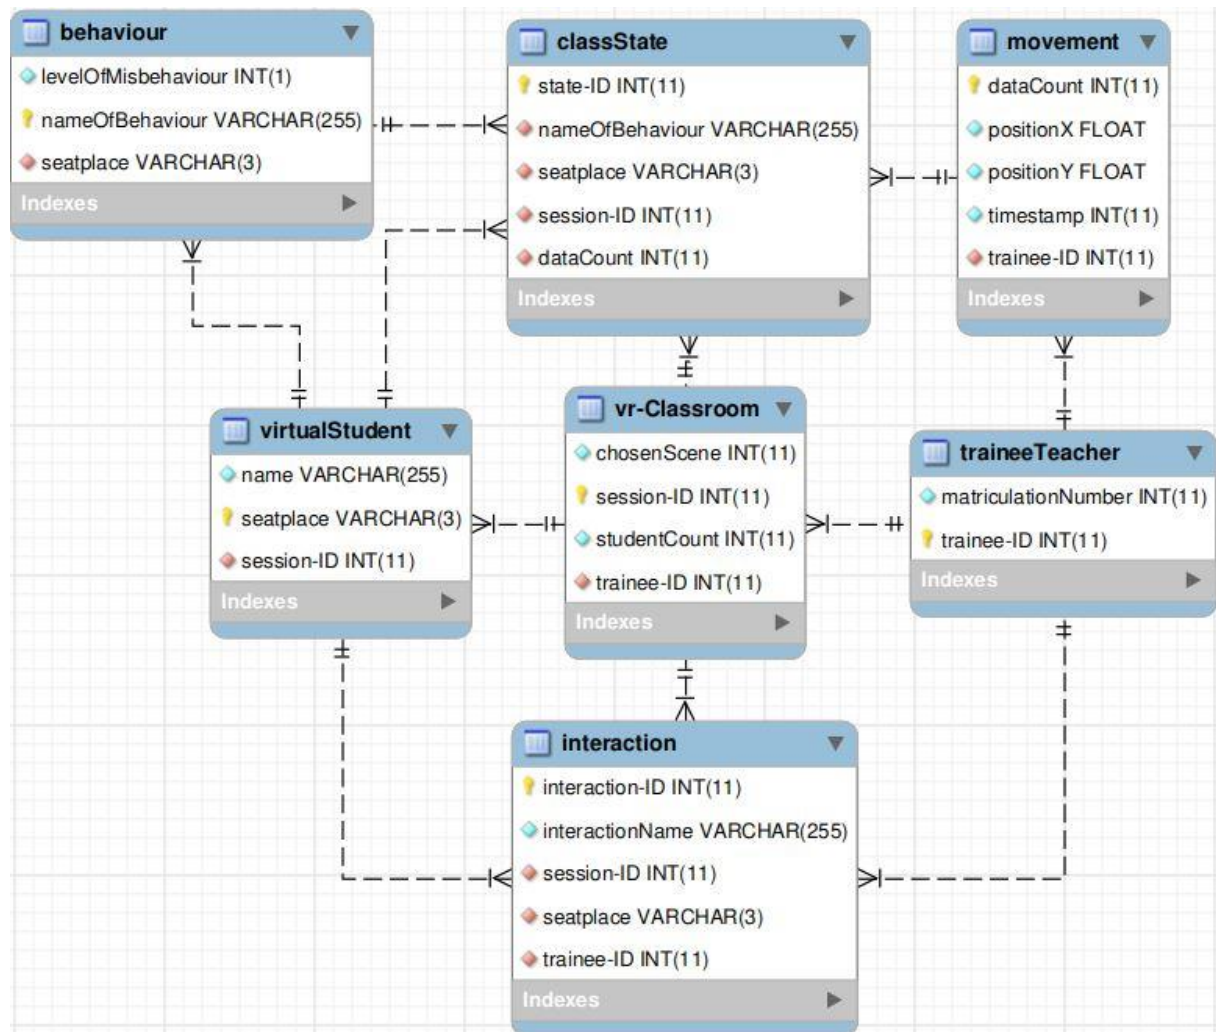 behaviour
levelOfMisbehaviour INT(1)
nameOfBehaviour VARCHAR(255)
seatplace VARCHAR(3)
Indexes
classState
state-ID INT(11)
nameOfBehaviour VARCHAR(255)
seatplace VARCHAR(3)
session-ID INT(11)
dataCount INT(11)
Indexes
movement
dataCount INT(11)
positionX FLOAT
positionY FLOAT
timestamp INT(11)
trainee-ID INT(11)
Indexes
virtualStudent
name VARCHAR(255)
seatplace VARCHAR(3)
session-ID INT(11)
Indexes
vr-Classroom
chosenScene INT(11)
session-ID INT(11)
studentCount INT(11)
trainee-ID INT(11)
Indexes
traineeTeacher
matriculationNumber INT(11)
trainee-ID INT(11)
Indexes
interaction
interaction-ID INT(11)
interactionName VARCHAR(255)
session-ID INT(11)
seatplace VARCHAR(3)
trainee-ID INT(11)
Indexes